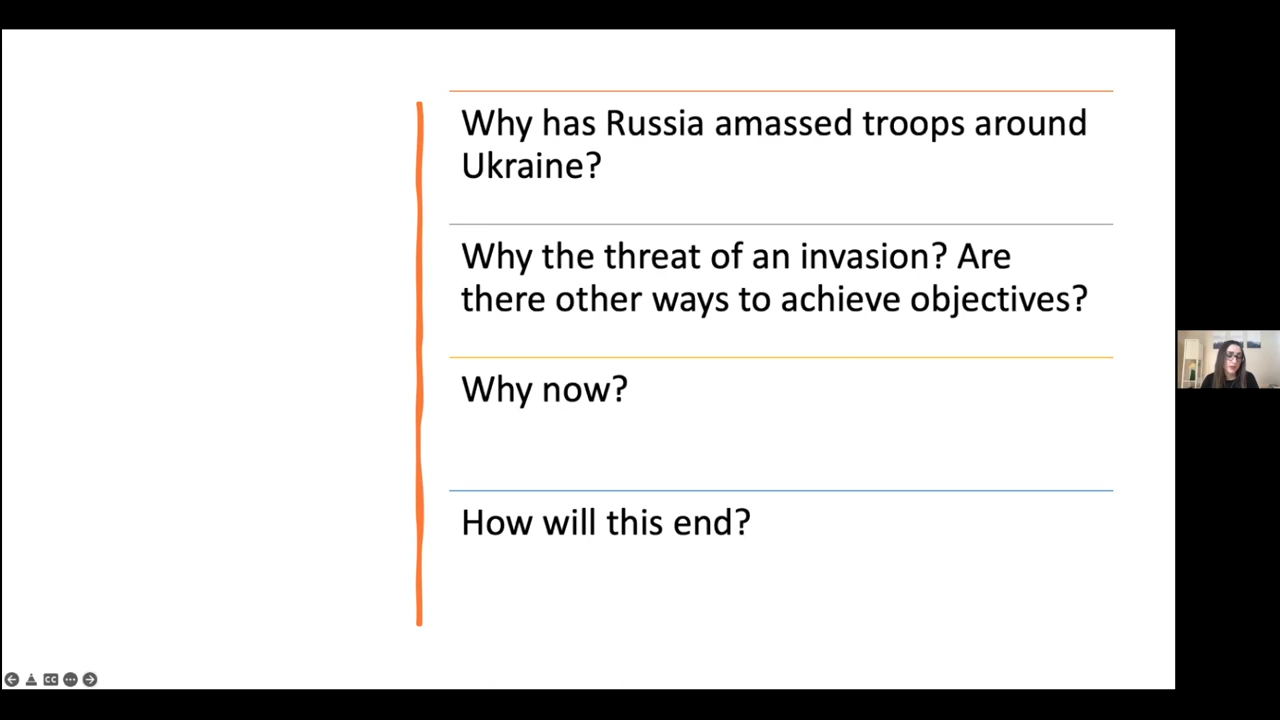 Why has Russia amassed troops around
Ukraine?
Why the threat of an invasion? Are
there other ways to achieve objectives?
Why now?
How will this end?
CC